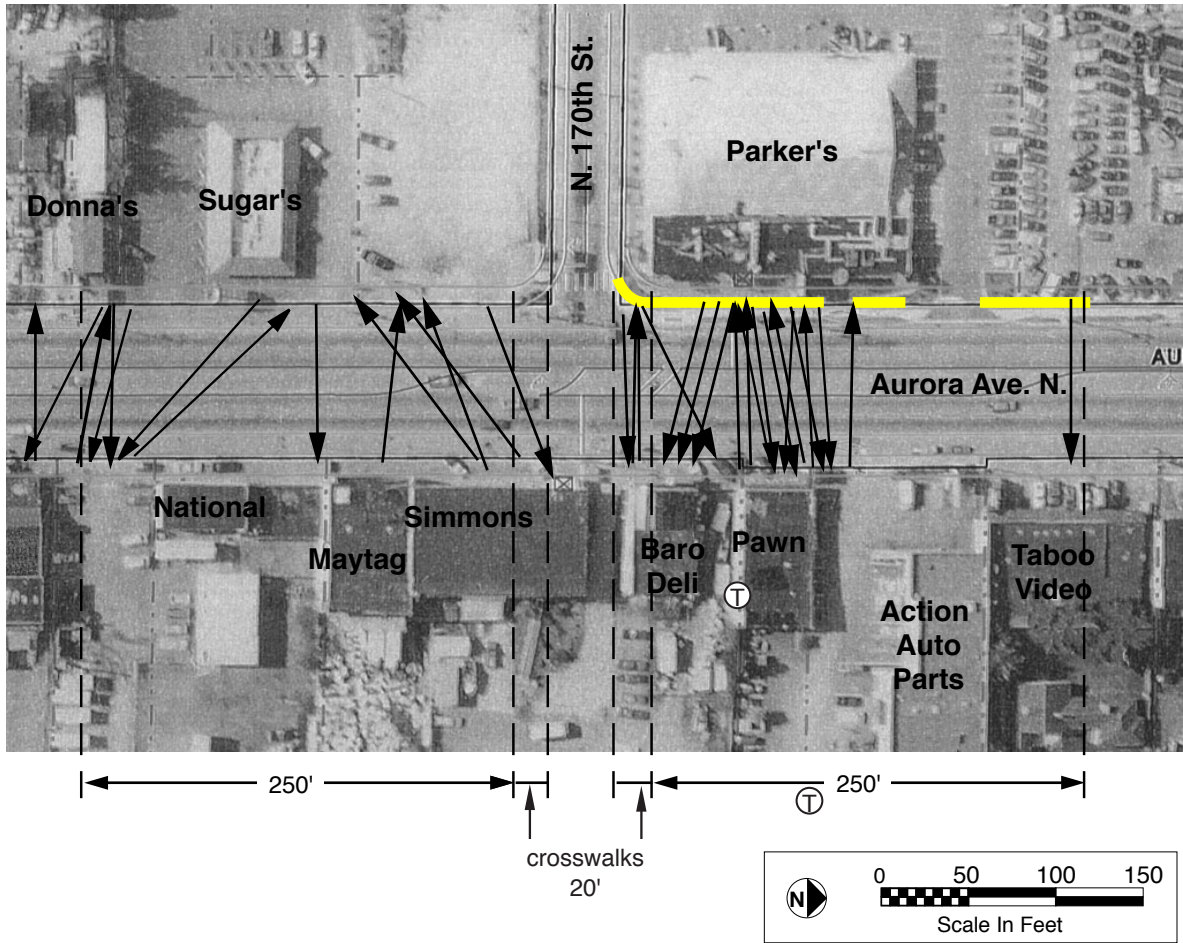 N. 170th St.
Parker's
Donna's
Sugar's
AU
Aurora Ave. N.
National
Simmons
Maytag
Baro
Deli
Pawn
Taboo
Video
T
Action
Auto
Parts
250'
250'
T
crosswalks
20'
N
0 50 100 150
Scale In Feet